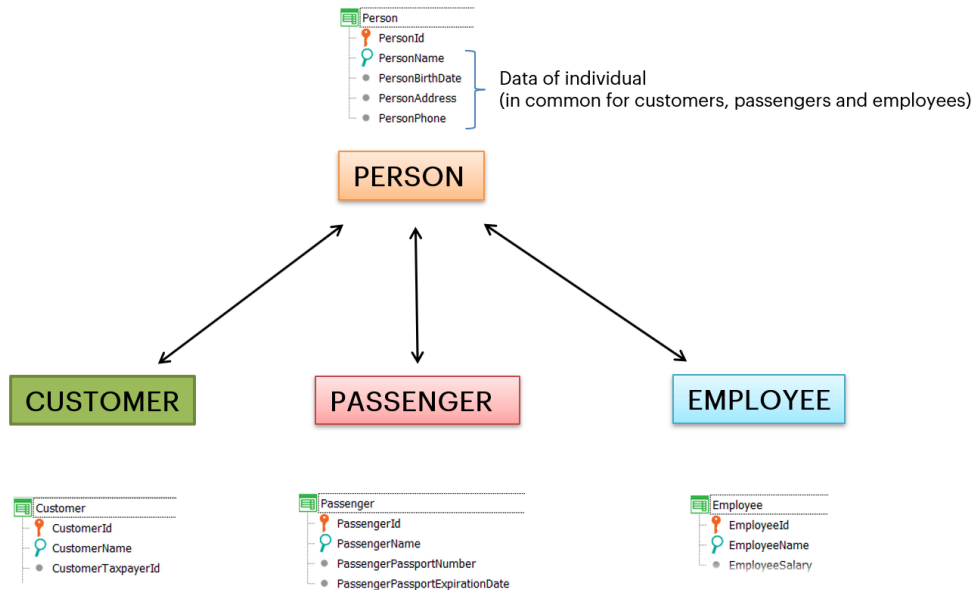 Person
PersonId
PersonName
PersonBirthDate
PersonAddress
PersonPhone
Data of individual
(in common for customers, passengers and employees)
PERSON
CUSTOMER
PASSENGER
EMPLOYEE
Customer
CustomerId
CustomerName
CustomerTaxpayerId
Passenger
PassengerId
PassengerName
PassengerPassportNumber
PassengerPassportExpirationDate
Employee
EmployeeId
EmployeeName
EmployeeSalary